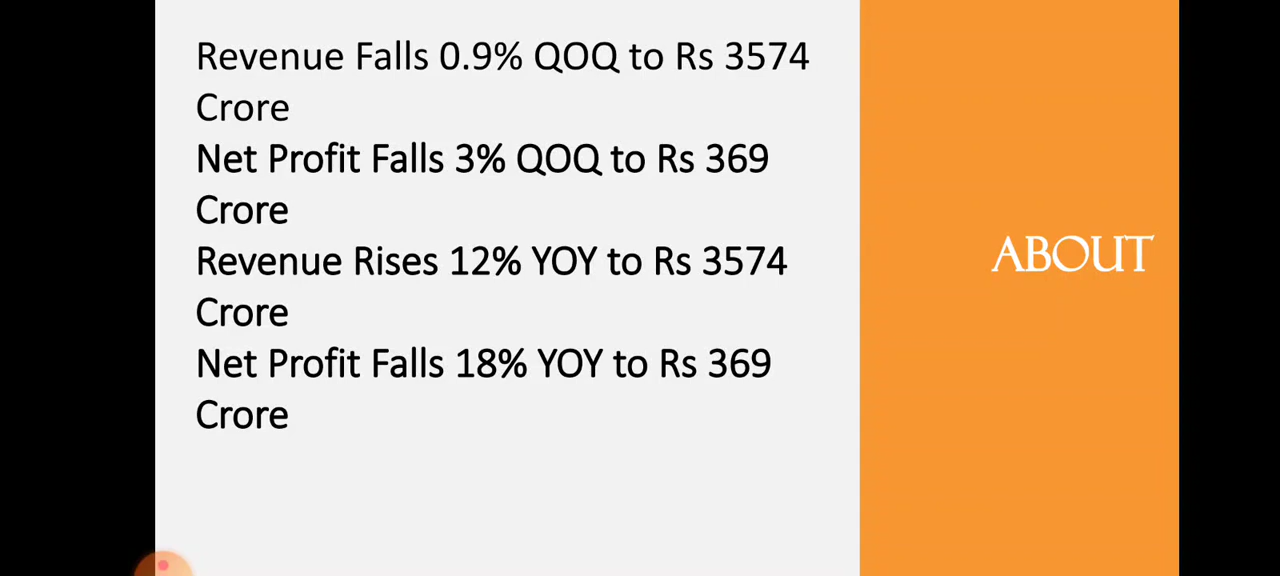 Revenue Falls 0.9% QOQ to Rs 3574
Crore
Net Profit Falls 3% QOQ to Rs 369
Crore
Revenue Rises 12% YOY to Rs 3574
Crore
Net Profit Falls 18% YOY to Rs 369
Crore
ABOUT